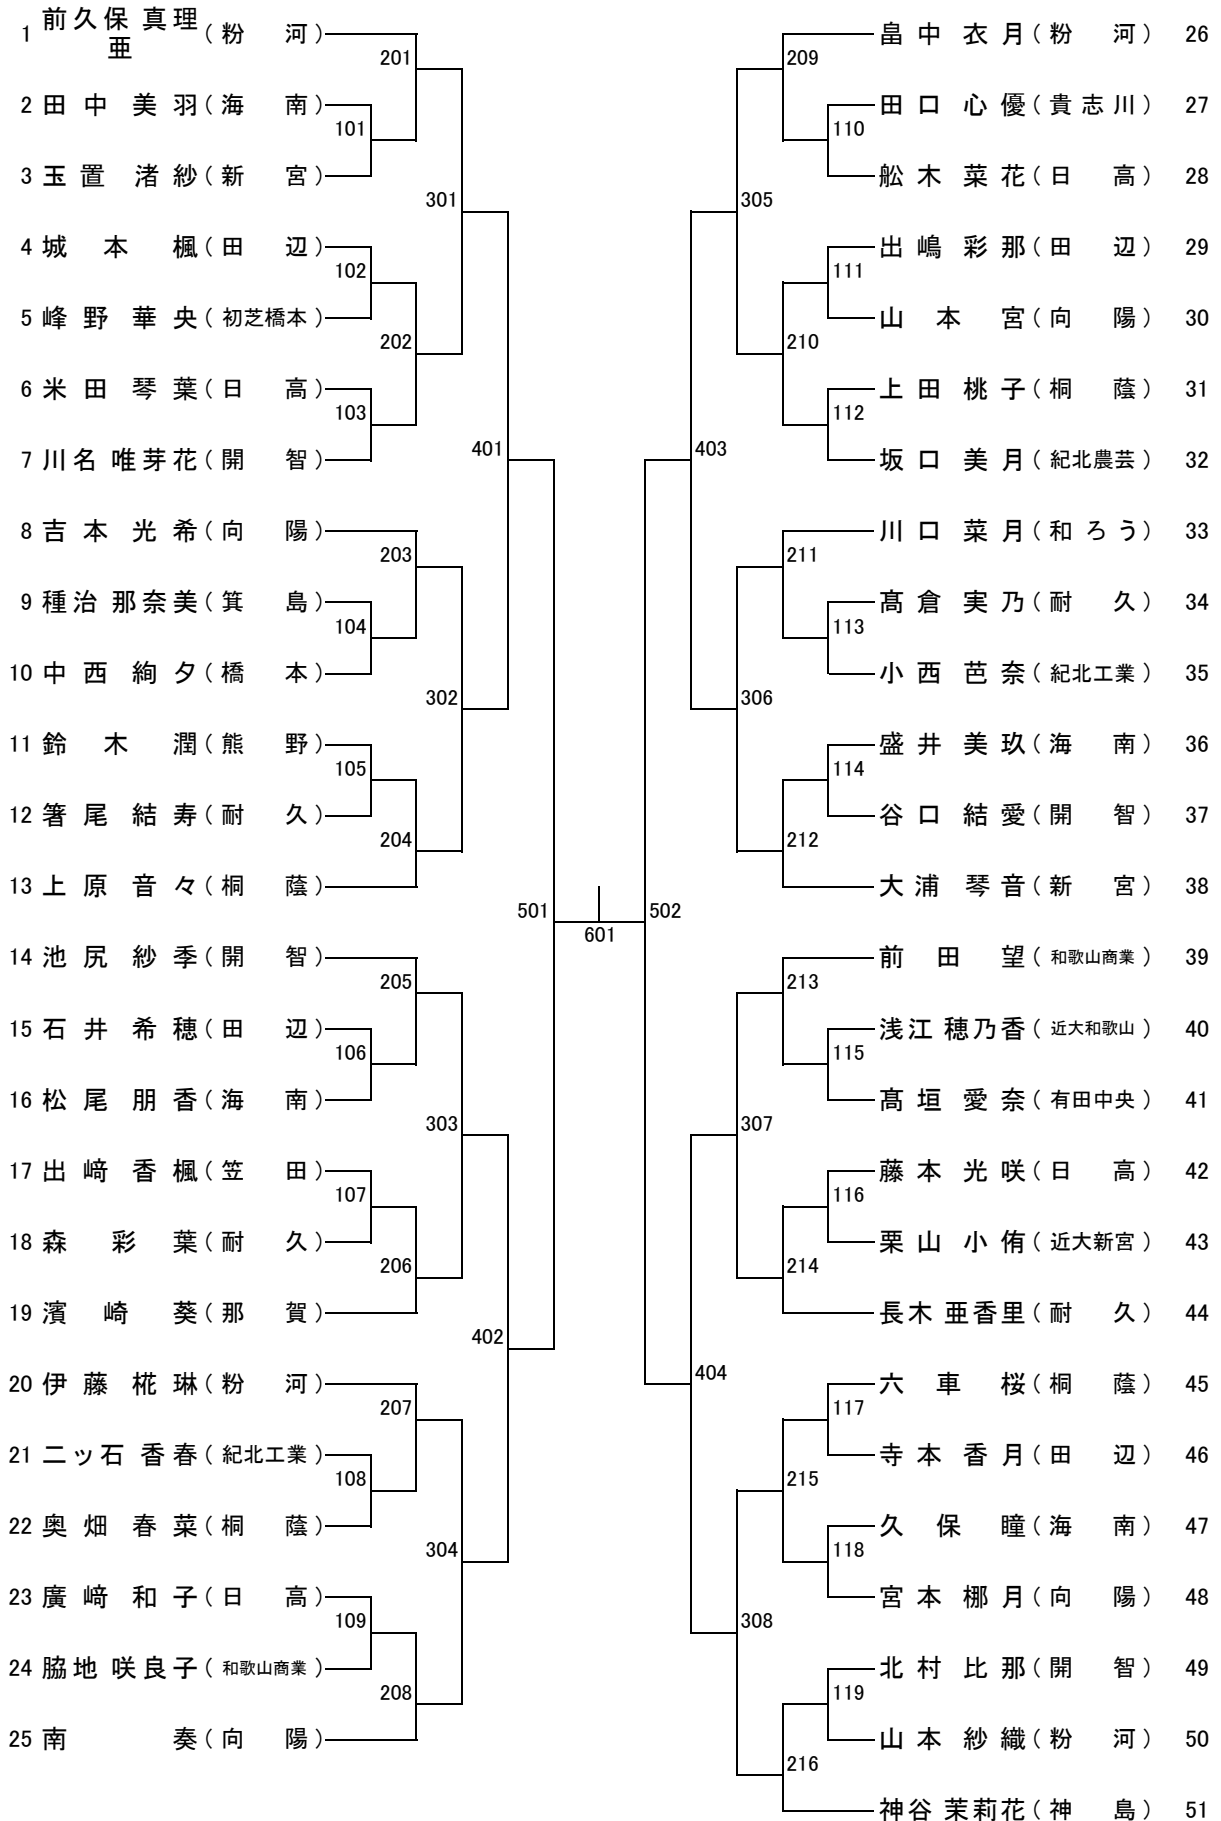 1 前久保 真理亜 ( 粉 河 )
201
2 田中 美羽 ( 海 南 )
101
3 玉置 渚紗 ( 新 宮 )
301
4 城本 楓 ( 田 辺 )
102
5 峰野 華央 ( 初芝橋本 )
202
6 米田 琴葉 ( 日 高 )
103
7 川名 唯芽花 ( 開 智 )
401
8 吉本 光希 ( 向 陽 )
203
9 種治 那奈美 ( 箕 島 )
104
10 中西 絢夕 ( 橋 本 )
302
11 鈴木 潤 ( 熊 野 )
105
12 箸尾 結寿 ( 耐 久 )
204
13 上原 音々 ( 桐 蔭 )
501
14 池尻 紗季 ( 開 智 )
205
15 石井 希穂 ( 田 辺 )
106
16 松尾 朋香 ( 海 南 )
303
17 出﨑 香楓 ( 笠 田 )
107
18 森 彩葉 ( 耐 久 )
206
19 濱崎 葵 ( 那 賀 )
402
20 伊藤 椛琳 ( 粉 河 )
207
21 二ッ石 香春 ( 紀北工業 )
108
22 奥畑 春菜 ( 桐 蔭 )
304
23 廣﨑 和子 ( 日 高 )
109
24 脇地 咲良子 ( 和歌山商業 )
208
25 南 奏 ( 向 陽 )
601
畠中 衣月 ( 粉 河 ) 26
209
田口 心優 ( 貴志川 ) 27
110
舩木 菜花 ( 日 高 ) 28
305
出嶋 彩那 ( 田 辺 ) 29
111
山本 宮 ( 向 陽 ) 30
210
上田 桃子 ( 桐 蔭 ) 31
112
坂口 美月 ( 紀北農芸 ) 32
403
川口 菜月 ( 和ろう ) 33
211
髙倉 実乃 ( 耐 久 ) 34
113
小西 芭奈 ( 紀北工業 ) 35
306
盛井 美玖 ( 海 南 ) 36
114
谷口 結愛 ( 開 智 ) 37
212
大浦 琴音 ( 新 宮 ) 38
502
前田 望 ( 和歌山商業 ) 39
213
浅江 穂乃香 ( 近大和歌山 ) 40
115
髙垣 愛奈 ( 有田中央 ) 41
307
藤本 光咲 ( 日 高 ) 42
116
栗山 小侑 ( 近大新宮 ) 43
214
長木 亜香里 ( 耐 久 ) 44
404
六車 桜 ( 桐 蔭 ) 45
117
寺本 香月 ( 田 辺 ) 46
215
久保 瞳 ( 海 南 ) 47
118
宮本 梛月 ( 向 陽 ) 48
308
北村 比那 ( 開 智 ) 49
119
山本 紗織 ( 粉 河 ) 50
216
神谷 茉莉花 ( 神 島 ) 51